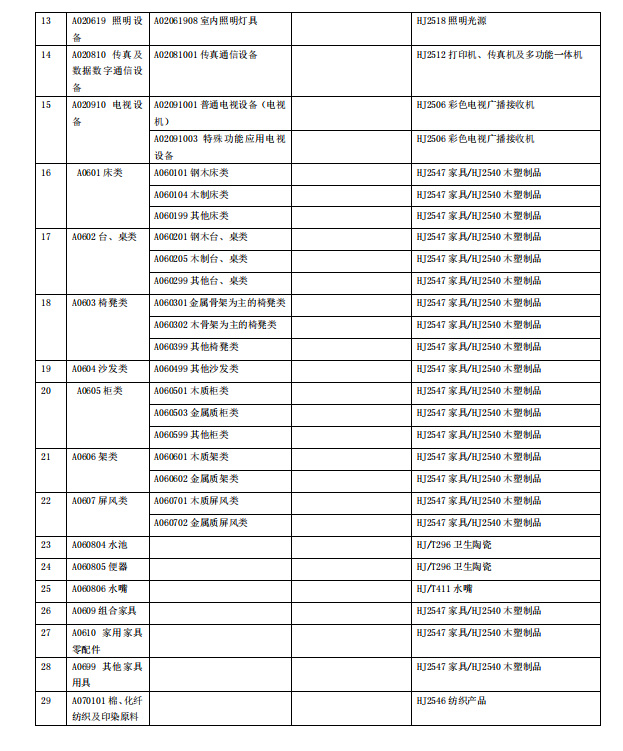 13 A020619 照明设备 A02061908 室内照明灯具 HJ2518 照明光源
14 A020810 传真及数据数字通信设备 A02081001 传真通信设备 HJ2512 打印机、传真机及多功能一体机
15 A020910 电视设备 A02091001 普通电视设备（电视机） HJ2506 彩色电视广播接收机
A02091003 特殊功能应用电视设备 HJ2506 彩色电视广播接收机
16 A0601 床类 A060101 钢木床类 HJ2547 家具/HJ2540 木塑制品
A060104 木制床类 HJ2547 家具/HJ2540 木塑制品
A060199 其他床类 HJ2547 家具/HJ2540 木塑制品
17 A0602 台、桌类 A060201 钢木台、桌类 HJ2547 家具/HJ2540 木塑制品
A060205 木制台、桌类 HJ2547 家具/HJ2540 木塑制品
A060299 其他台、桌类 HJ2547 家具/HJ2540 木塑制品
18 A0603 椅凳类 A060301 金属骨架为主的椅凳类 HJ2547 家具/HJ2540 木塑制品
A060302 木骨架为主的椅凳类 HJ2547 家具/HJ2540 木塑制品
A060399 其他椅凳类 HJ2547 家具/HJ2540 木塑制品
19 A0604 沙发类 A060499 其他沙发类 HJ2547 家具/HJ2540 木塑制品
20 A0605 柜类 A060501 木质柜类 HJ2547 家具/HJ2540 木塑制品
A060503 金属质柜类 HJ2547 家具/HJ2540 木塑制品
A060599 其他柜类 HJ2547 家具/HJ2540 木塑制品
21 A0606 架类 A060601 木质架类 HJ2547 家具/HJ2540 木塑制品
A060602 金属质架类 HJ2547 家具/HJ2540 木塑制品
22 A0607 屏风类 A060701 木质屏风类 HJ2547 家具/HJ2540 木塑制品
A060702 金属质屏风类 HJ2547 家具/HJ2540 木塑制品
23 A060804 水池 HJ/T296 卫生陶瓷
24 A060805 便器 HJ/T296 卫生陶瓷
25 A060806 水嘴 HJ/T411 水嘴
26 A0609 组合家具 HJ2547 家具/HJ2540 木塑制品
27 A0610 家用家具零配件 HJ2547 家具/HJ2540 木塑制品
28 A0699 其他家具用具 HJ2547 家具/HJ2540 木塑制品
29 A070101 棉、化纤纺织及印染原料 HJ2546 纺织产品